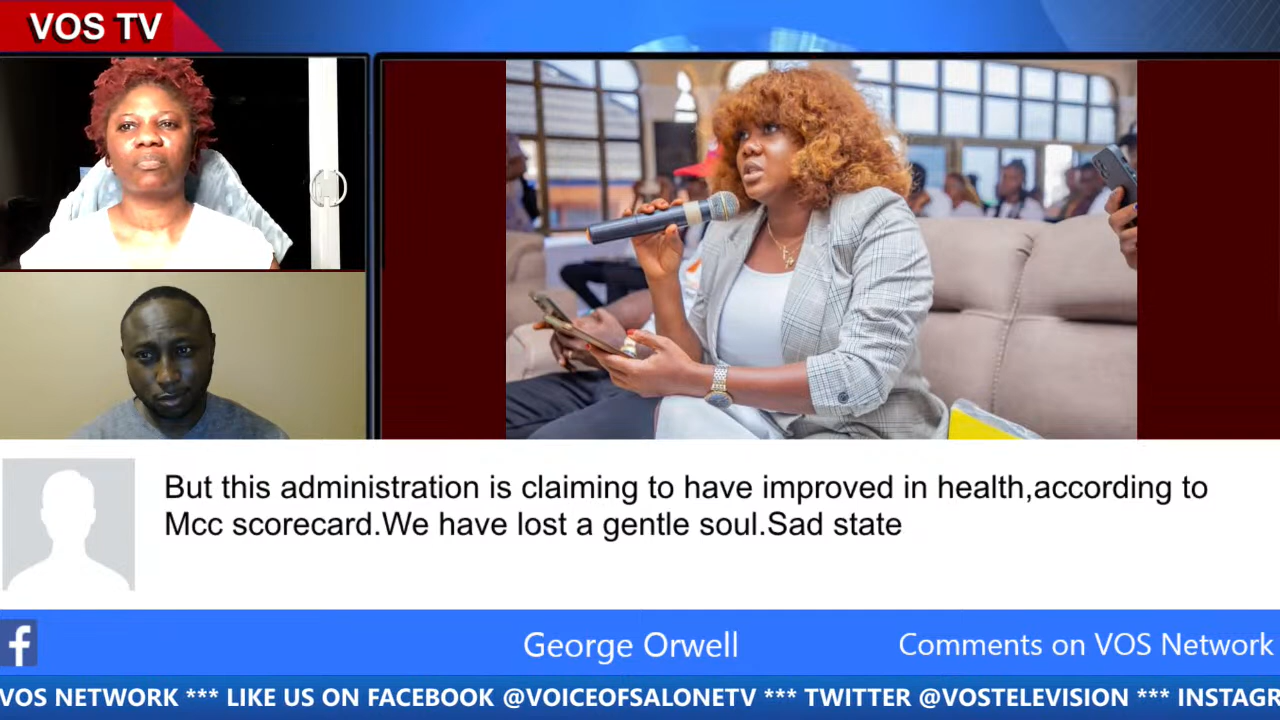 VOS TV
But this administration is claiming to have improved in health,according to
Mcc scorecard.We have lost a gentle soul.Sad state
George Orwell
Comments on VOS Network
VOS NETWORK *** LIKE US ON FACEBOOK @VOICEOFSALONETV *** TWITTER @VOSTELEVISION *** INSTAGR